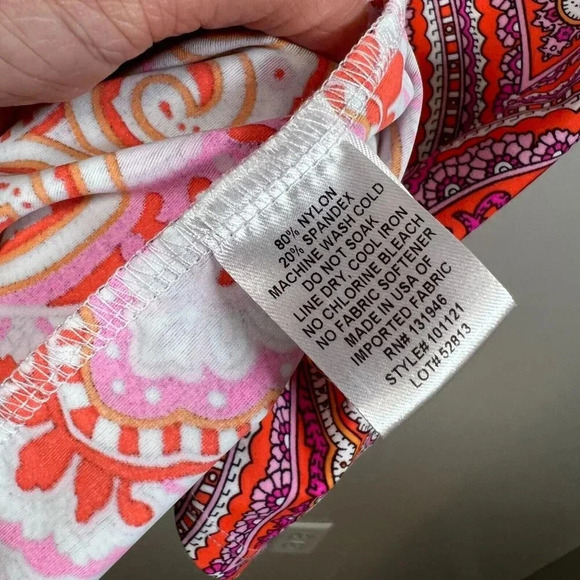 80% NYLON
20% SPANDEX
MACHINE WASH COLD
DO NOT SOAK
LINE DRY. COOL IRON
NO CHLORINE BLEACH
NO FABRIC SOFTENER
MADE IN USA OF
IMPORTED FABRIC
RN# 131946
STYLE# 101121
LOT# 52813